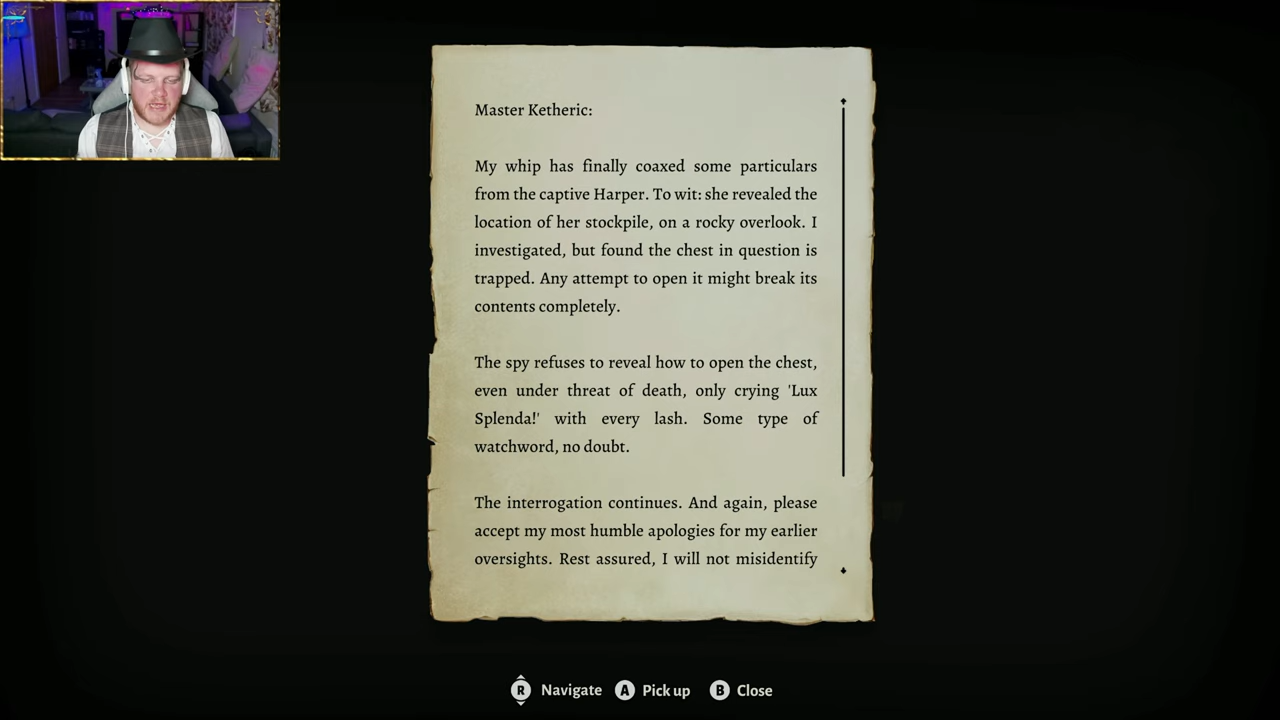 Master Ketheric:
My whip has finally coaxed some particulars
from the captive Harper. To wit: she revealed the
location of her stockpile, on a rocky overlook. I
investigated, but found the chest in question is
trapped. Any attempt to open it might break its
contents completely.
The spy refuses to reveal how to open the chest,
even under threat of death, only crying 'Lux
Splenda!' with every lash. Some type of
watchword, no doubt.
The interrogation continues. And again, please
accept my most humble apologies for my earlier
oversights. Rest assured, I will not misidentify
R Navigate A Pick up B Close